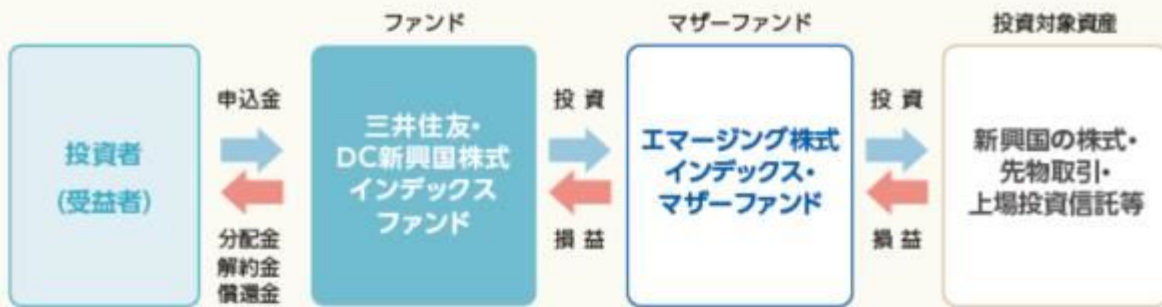 ファンド
マザーファンド
投資対象資産
投資者
(受益者)
申込金
分配金
解約金
償還金
三井住友・
DC新興国株式
インデックス
ファンド
投資
損益
エマージング株式
インデックス・
マザーファンド
投資
損益
新興国の株式・
先物取引・
上場投資信託等